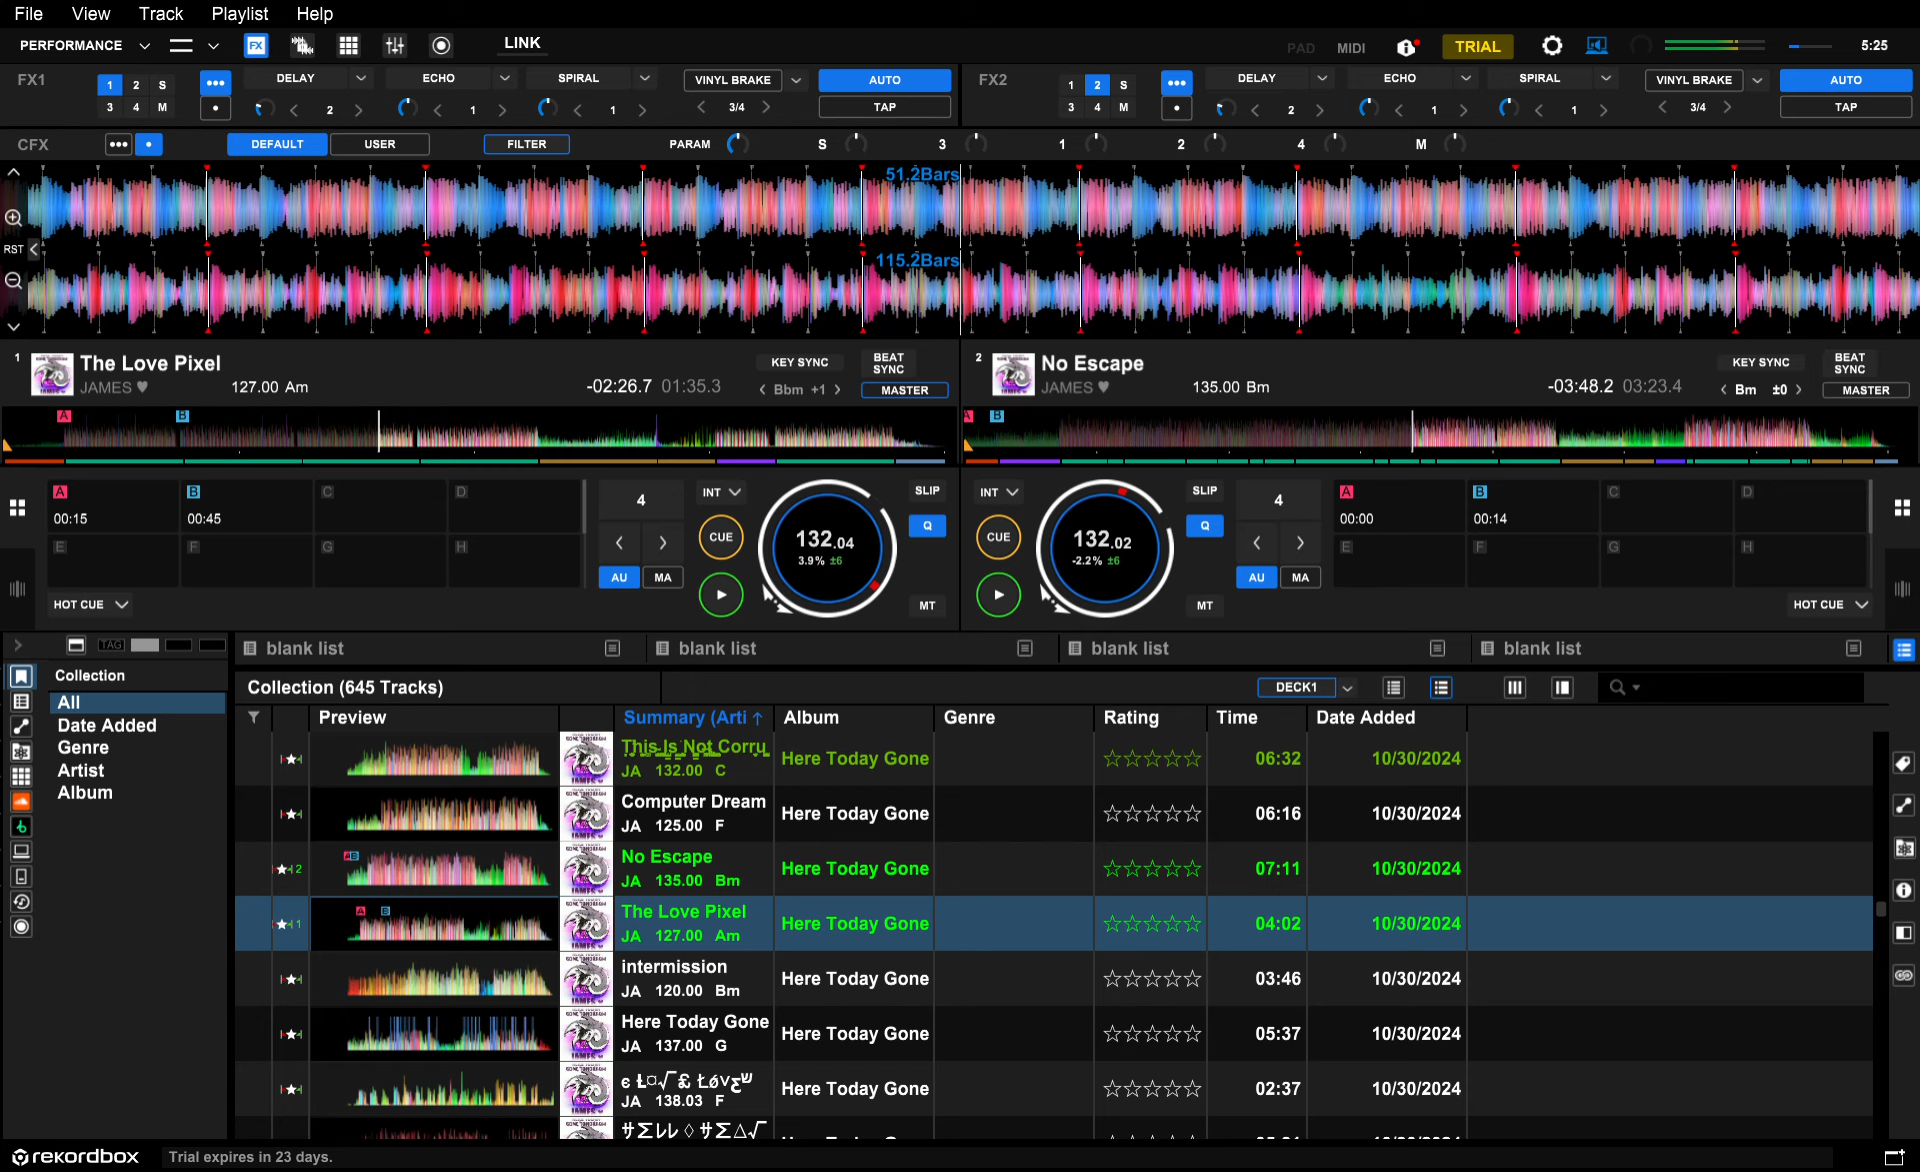 File View Track Playlist Help
PERFORMANCE FX LINK PAD MIDI TRIAL 5:25
FX1 1 2 S 3 4 M DELAY 2 ECHO 1 SPIRAL 1 VINYL BRAKE 3/4 AUTO TAP
FX2 1 2 S 3 4 M DELAY 2 ECHO 1 SPIRAL 1 VINYL BRAKE 3/4 AUTO TAP
CFX DEFAULT USER FILTER PARAM S 3 1 2 4 M
51.2Bars
RST
115.2Bars
1 The Love Pixel KEY SYNC BEAT SYNC
JAMES ♥ 127.00 Am -02:26.7 01:35.3 Bbm +1 MASTER
A B
2 No Escape KEY SYNC BEAT SYNC
JAMES ♥ 135.00 Bm -03:48.2 03:23.4 Bm ±0 MASTER
A B
A B C D
00:15 00:45
E F G H
HOT CUE
4 AU MA
INT CUE 132.04 3.9% ±6 SLIP Q MT
INT CUE 132.02 -2.2% ±6 SLIP Q MT
4 AU MA
A B C D
00:00 00:14
E F G H
HOT CUE
TAG blank list blank list blank list blank list
Collection
All
Date Added
Genre
Artist
Album
Collection (645 Tracks) DECK1
Preview Summary (Arti ↑ Album Genre Rating Time Date Added
This Is Not Corru
JA 132.00 C Here Today Gone 06:32 10/30/2024
Computer Dream
JA 125.00 F Here Today Gone 06:16 10/30/2024
2 AB No Escape
JA 135.00 Bm Here Today Gone 07:11 10/30/2024
1 A B The Love Pixel
JA 127.00 Am Here Today Gone 04:02 10/30/2024
intermission
JA 120.00 Bm Here Today Gone 03:46 10/30/2024
Here Today Gone
JA 137.00 G Here Today Gone 05:37 10/30/2024
JA 138.03 F Here Today Gone 02:37 10/30/2024
rekordbox Trial expires in 23 days.